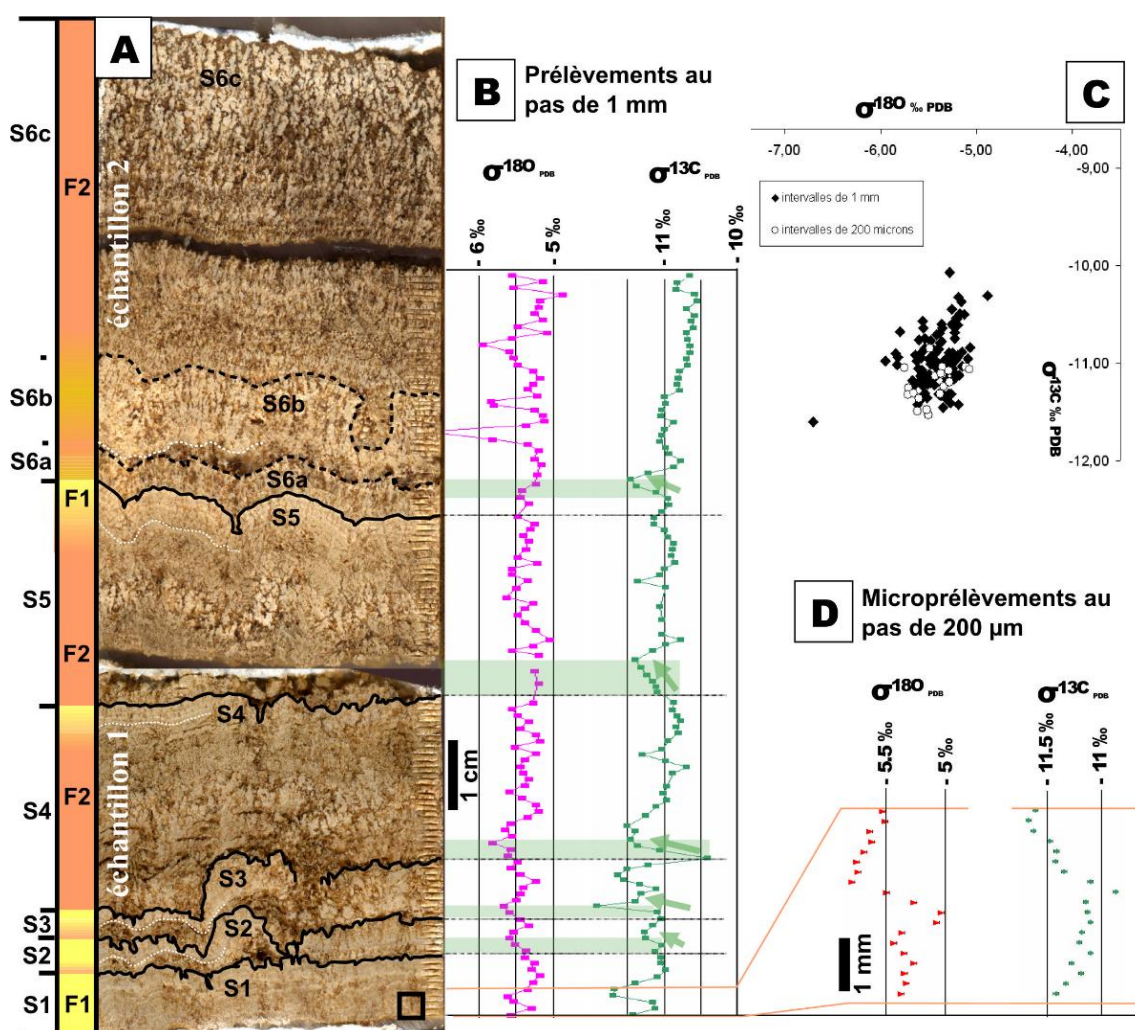 A
S6c
S6b
S6a
S5
S4
S3
S2
S1
F2
F1
F2
F2
F1
échantillon 2
échantillon 1
S6c
S6b
S6a
S5
S4
S3
S2
S1
B Prélèvements au
pas de 1 mm
σ18O PDB
σ13C PDB
6 ‰
5 ‰
11 ‰
10 ‰
1 cm
C
σ18O ‰ PDB
-7,00
-6,00
-5,00
-4,00
-9,00
-10,00
-11,00
-12,00
σ13C ‰ PDB
intervalles de 1 mm
intervalles de 200 microns
D Microprélèvements au
pas de 200 µm
σ18O PDB
σ13C PDB
5.5 ‰
5 ‰
11.5 ‰
11 ‰
1 mm